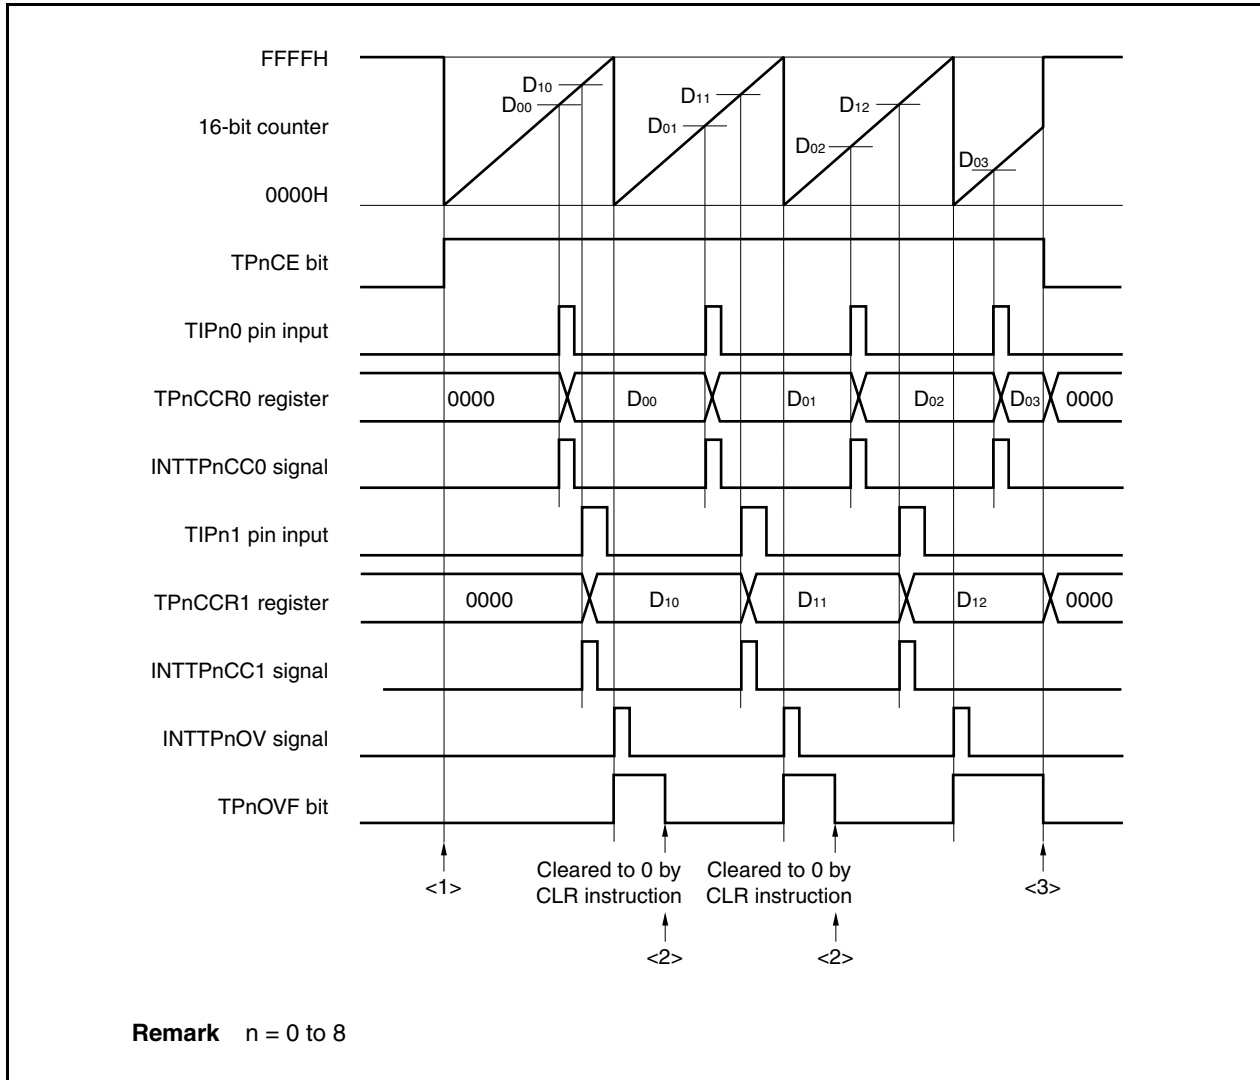 FFFFH
D10
D00
D11
D01
D12
D02
D03
16-bit counter
0000H
TPnCE bit
TIPn0 pin input
TPnCCR0 register
0000
D00
D01
D02
D03
0000
INTTPnCC0 signal
TIPn1 pin input
TPnCCR1 register
0000
D10
D11
D12
0000
INTTPnCC1 signal
INTTPnOV signal
TPnOVF bit
<1>
Cleared to 0 by
CLR instruction
<2>
Cleared to 0 by
CLR instruction
<2>
<3>
Remark n = 0 to 8